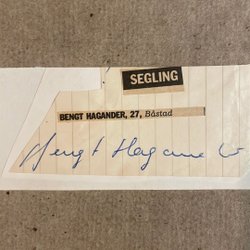 SEGLING
BENGT HAGANDER, 27, Båstad
Bengt Hagander